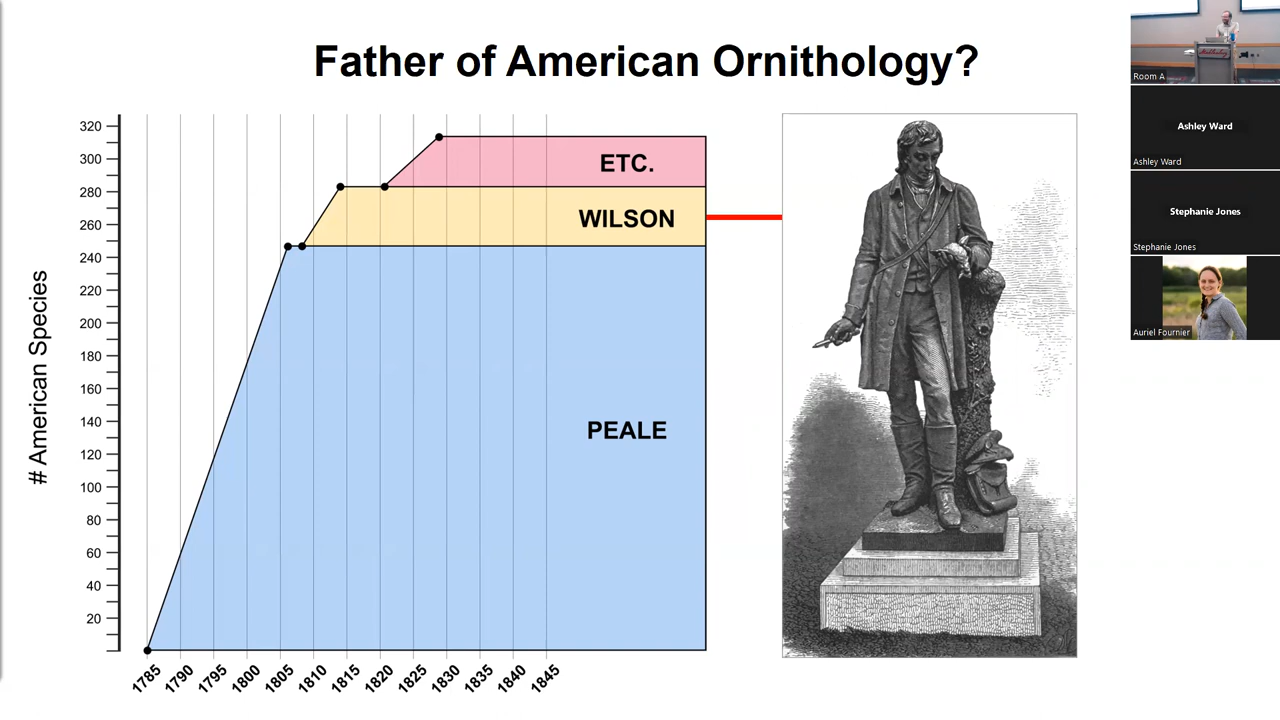 Father of American Ornithology?
# American Species
320
300
280
260
240
220
200
180
160
140
120
100
80
60
40
20
ETC.
WILSON
PEALE
1785
1790
1795
1800
1805
1810
1815
1820
1825
1830
1835
1840
1845
Room A
Ashley Ward
Ashley Ward
Stephanie Jones
Stephanie Jones
Auriel Fournier